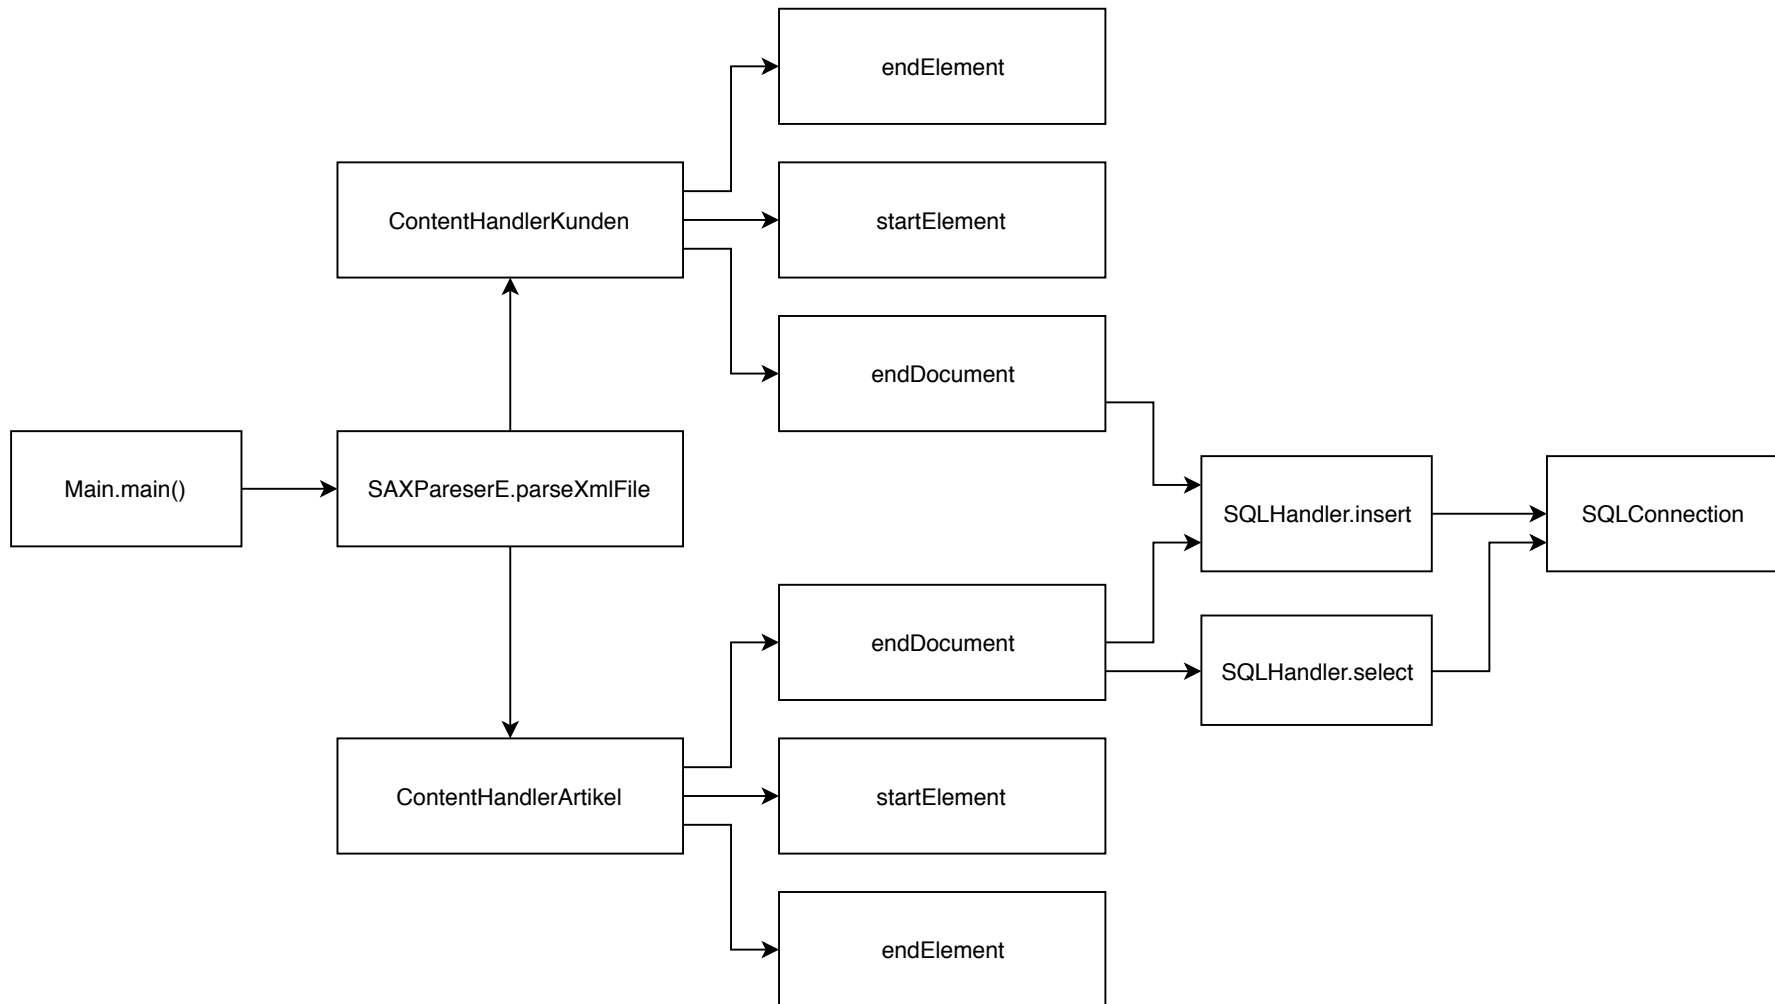 endElement
ContentHandlerKunden
startElement
endDocument
Main.main()
SAXPareserE.parseXmlFile
SQLHandler.insert
SQLConnection
endDocument
SQLHandler.select
ContentHandlerArtikel
startElement
endElement